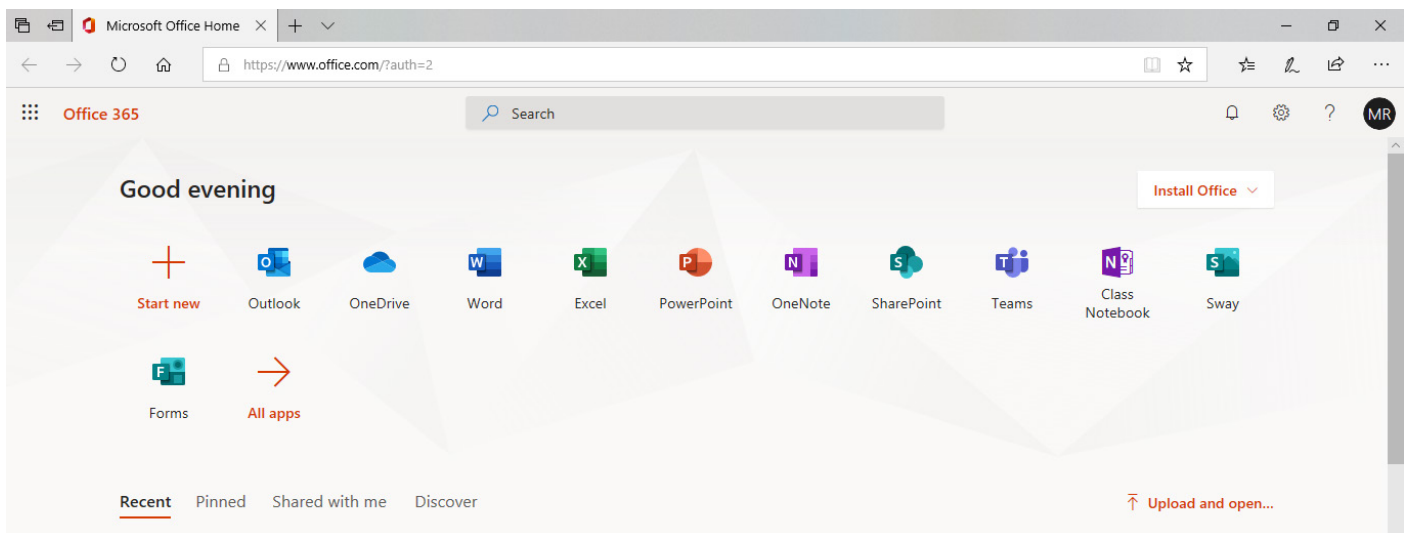 Microsoft Office Home
https://www.office.com/?auth=2
Office 365
Search
?
MR
Good evening
Install Office
Start new
O
Outlook
OneDrive
W
Word
X
Excel
P
PowerPoint
N
OneNote
S
SharePoint
T
Teams
N
Class
Notebook
S
Sway
F
Forms
All apps
Recent Pinned Shared with me Discover
Upload and open...